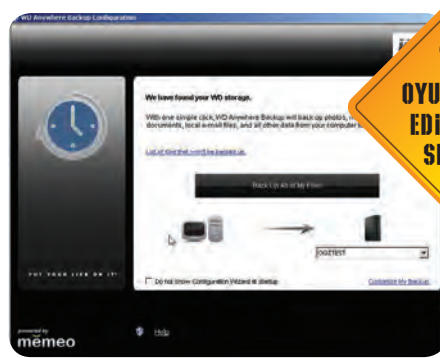 WD Anywhere Backup Configuration
We have found your WD storage.
With one simple click, WD Anywhere Backup will back up photos,
documents, local e-mail files, and all other data from your computer
List of files that won't be backed up.
Back Up All of My Files
Do not show Configuration Wizard at startup
Customize My Backup
PUT YOUR LIFE ON IT!
powered by
memeo
Help
OYU
EDİ